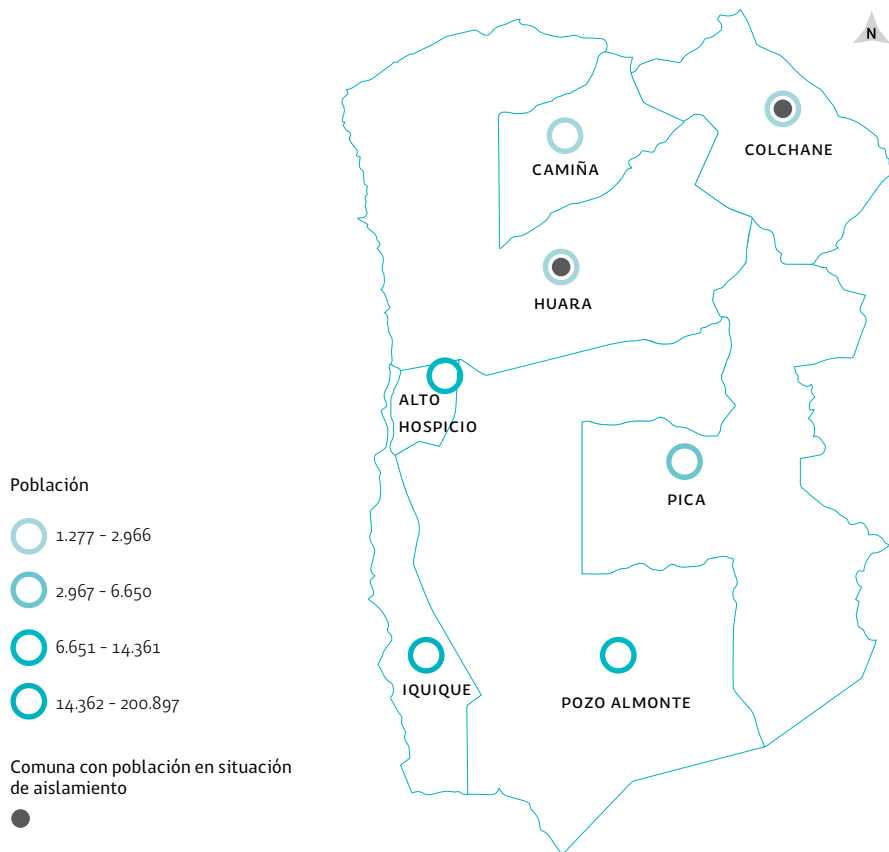 N
COLCHANE
CAMIÑA
HUARA
ALTO
HOSPICIO
PICA
IQUIQUE
POZO ALMONTE
Población
1.277 - 2.966
2.967 - 6.650
6.651 - 14.361
14.362 - 200.897
Comuna con población en situación
de aislamiento